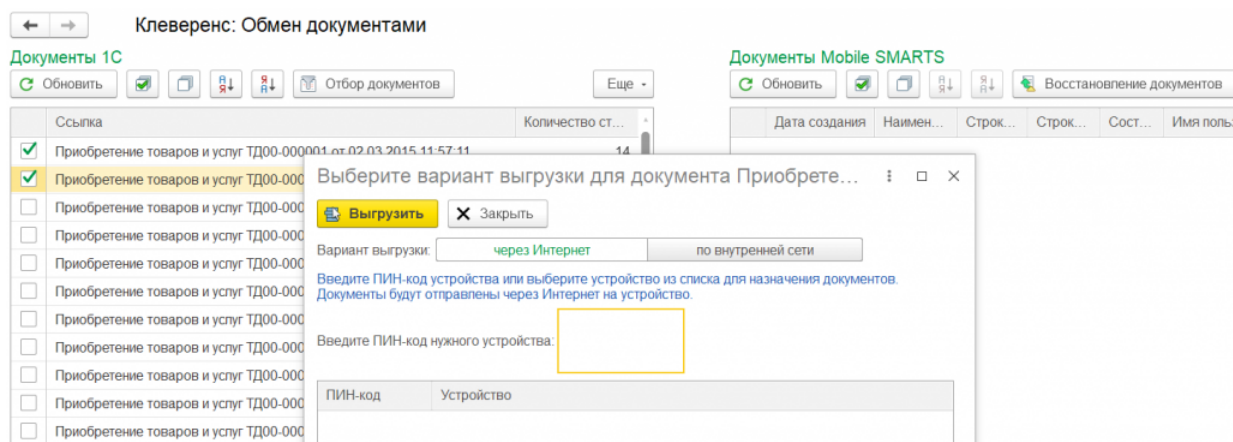 Клеверенс: Обмен документами
Документы 1С
Документы Mobile SMARTS
Обновить
Отбор документов
Еще
Обновить
Восстановление документов
Ссылка
Количество ст...
Дата создания
Наимен...
Строк...
Строк...
Сост...
Имя польз
Приобретение товаров и услуг ТД00-000001 от 02.03.2015 11:57:11
14
Приобретение товаров и услуг ТД00-000
Выберите вариант выгрузки для документа Приобрете...
Приобретение товаров и услуг ТД00-000
Выгрузить
Закрыть
Приобретение товаров и услуг ТД00-000
Вариант выгрузки:
через Интернет
по внутренней сети
Приобретение товаров и услуг ТД00-000
Введите ПИН-код устройства или выберите устройство из списка для назначения документов.
Документы будут отправлены через Интернет на устройство.
Приобретение товаров и услуг ТД00-000
Приобретение товаров и услуг ТД00-000
Введите ПИН-код нужного устройства:
Приобретение товаров и услуг ТД00-000
Приобретение товаров и услуг ТД00-000
ПИН-код
Устройство
Приобретение товаров и услуг ТД00-000
Приобретение товаров и услуг ТД00-000